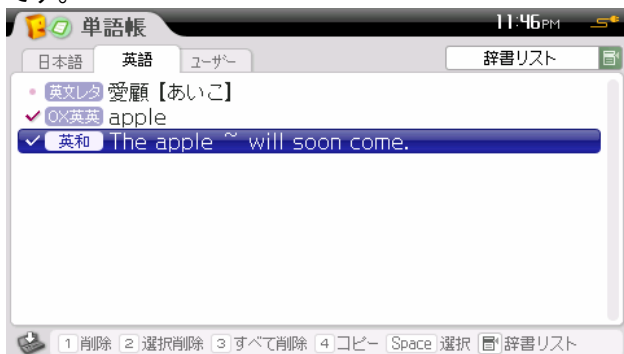 単語帳 11:46PM
日本語 英語 ユーザー 辞書リスト
英文レタ 愛顧【あいこ】
OX英英 apple
英和 The apple ~ will soon come.
1 削除 2 選択削除 3 すべて削除 4 コピー Space 選択 辞書リスト